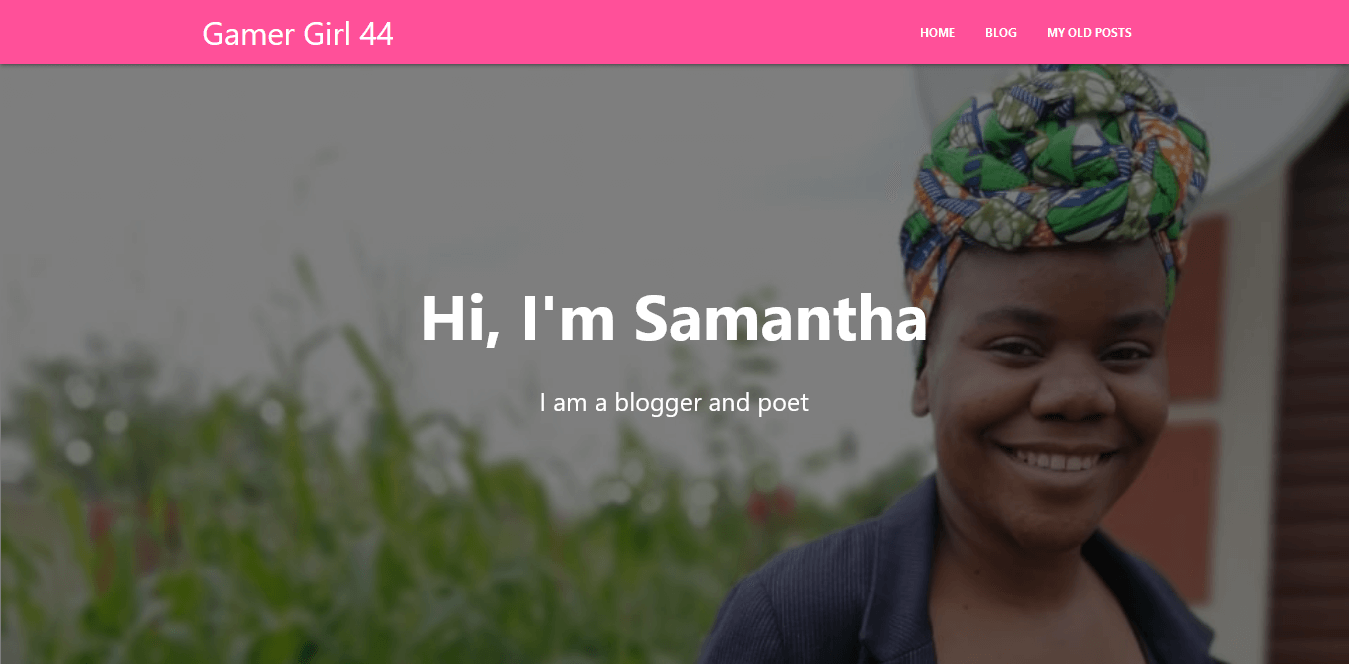 Gamer Girl 44
HOME BLOG MY OLD POSTS
Hi, I'm Samantha
I am a blogger and poet